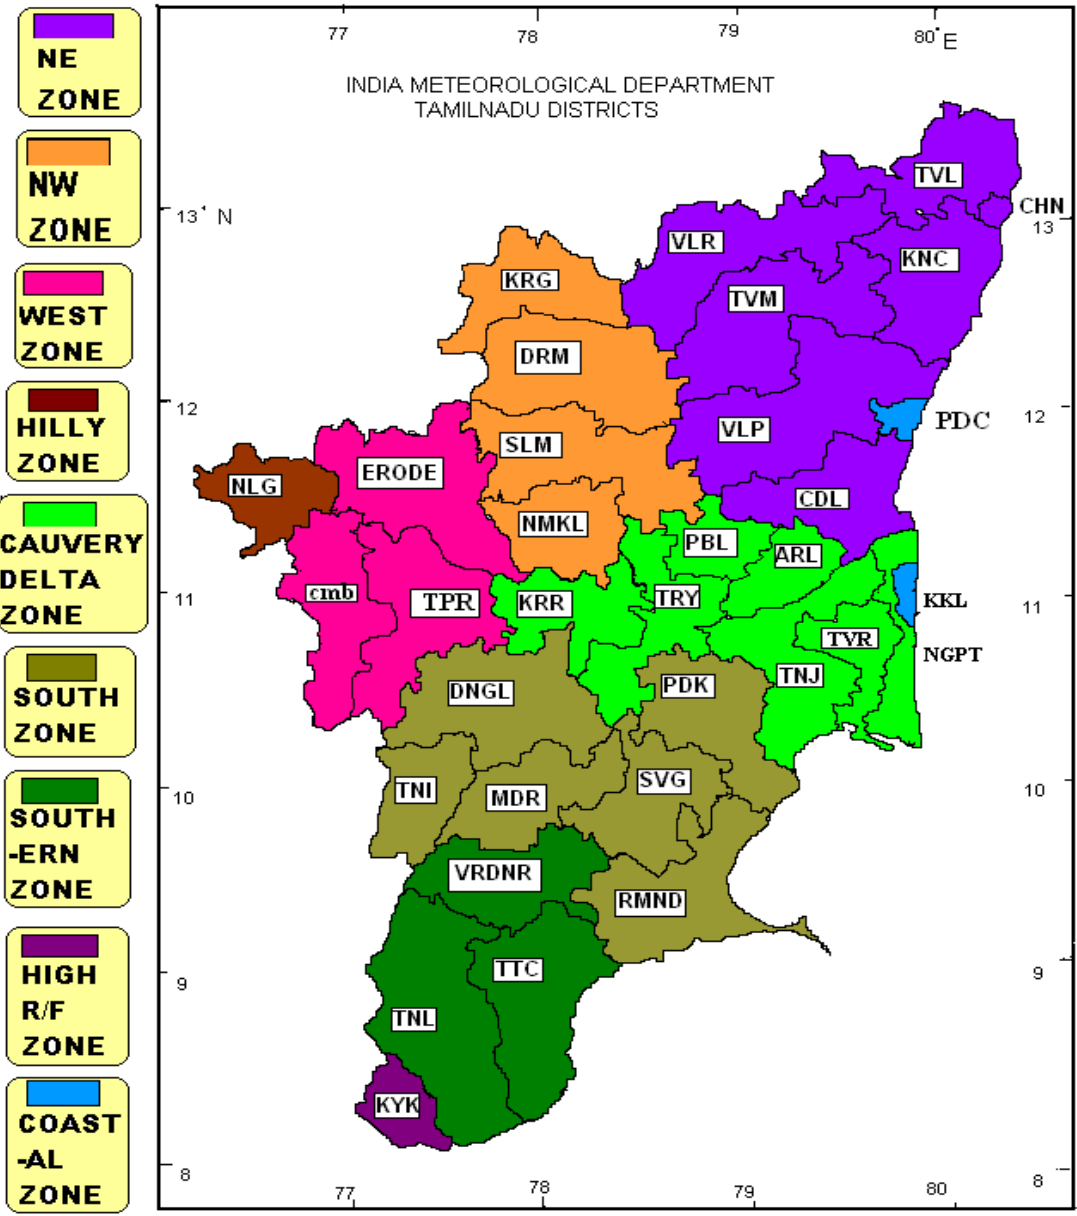 NE
ZONE
NW
ZONE
WEST
ZONE
HILLY
ZONE
CAUVERY
DELTA
ZONE
SOUTH
ZONE
SOUTH
-ERN
ZONE
HIGH
R/F
ZONE
COAST
-AL
ZONE
77
78
79
80° E
INDIA METEOROLOGICAL DEPARTMENT
TAMILNADU DISTRICTS
13° N
TVL
CHN
13
VLR
KNC
KRG
TVM
DRM
12
12
PDC
VLP
SLM
ERODE
NLG
CDL
NMKL
PBL
ARL
11
cmb
TPR
KRR
TRY
KKL
11
TVR
NGPT
DNGL
PDK
TNJ
10
TNI
MDR
SVG
10
VRDNR
RMND
9
TTC
9
TNL
KYK
8
8
77
78
79
80